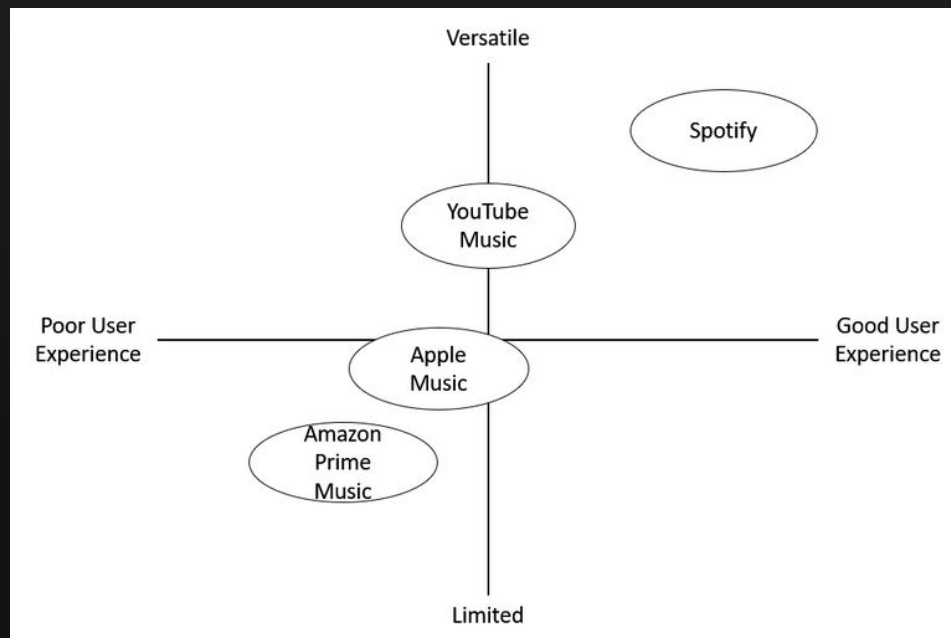 Versatile
Spotify
YouTube
Music
Poor User
Experience
Good User
Experience
Apple
Music
Amazon
Prime
Music
Limited